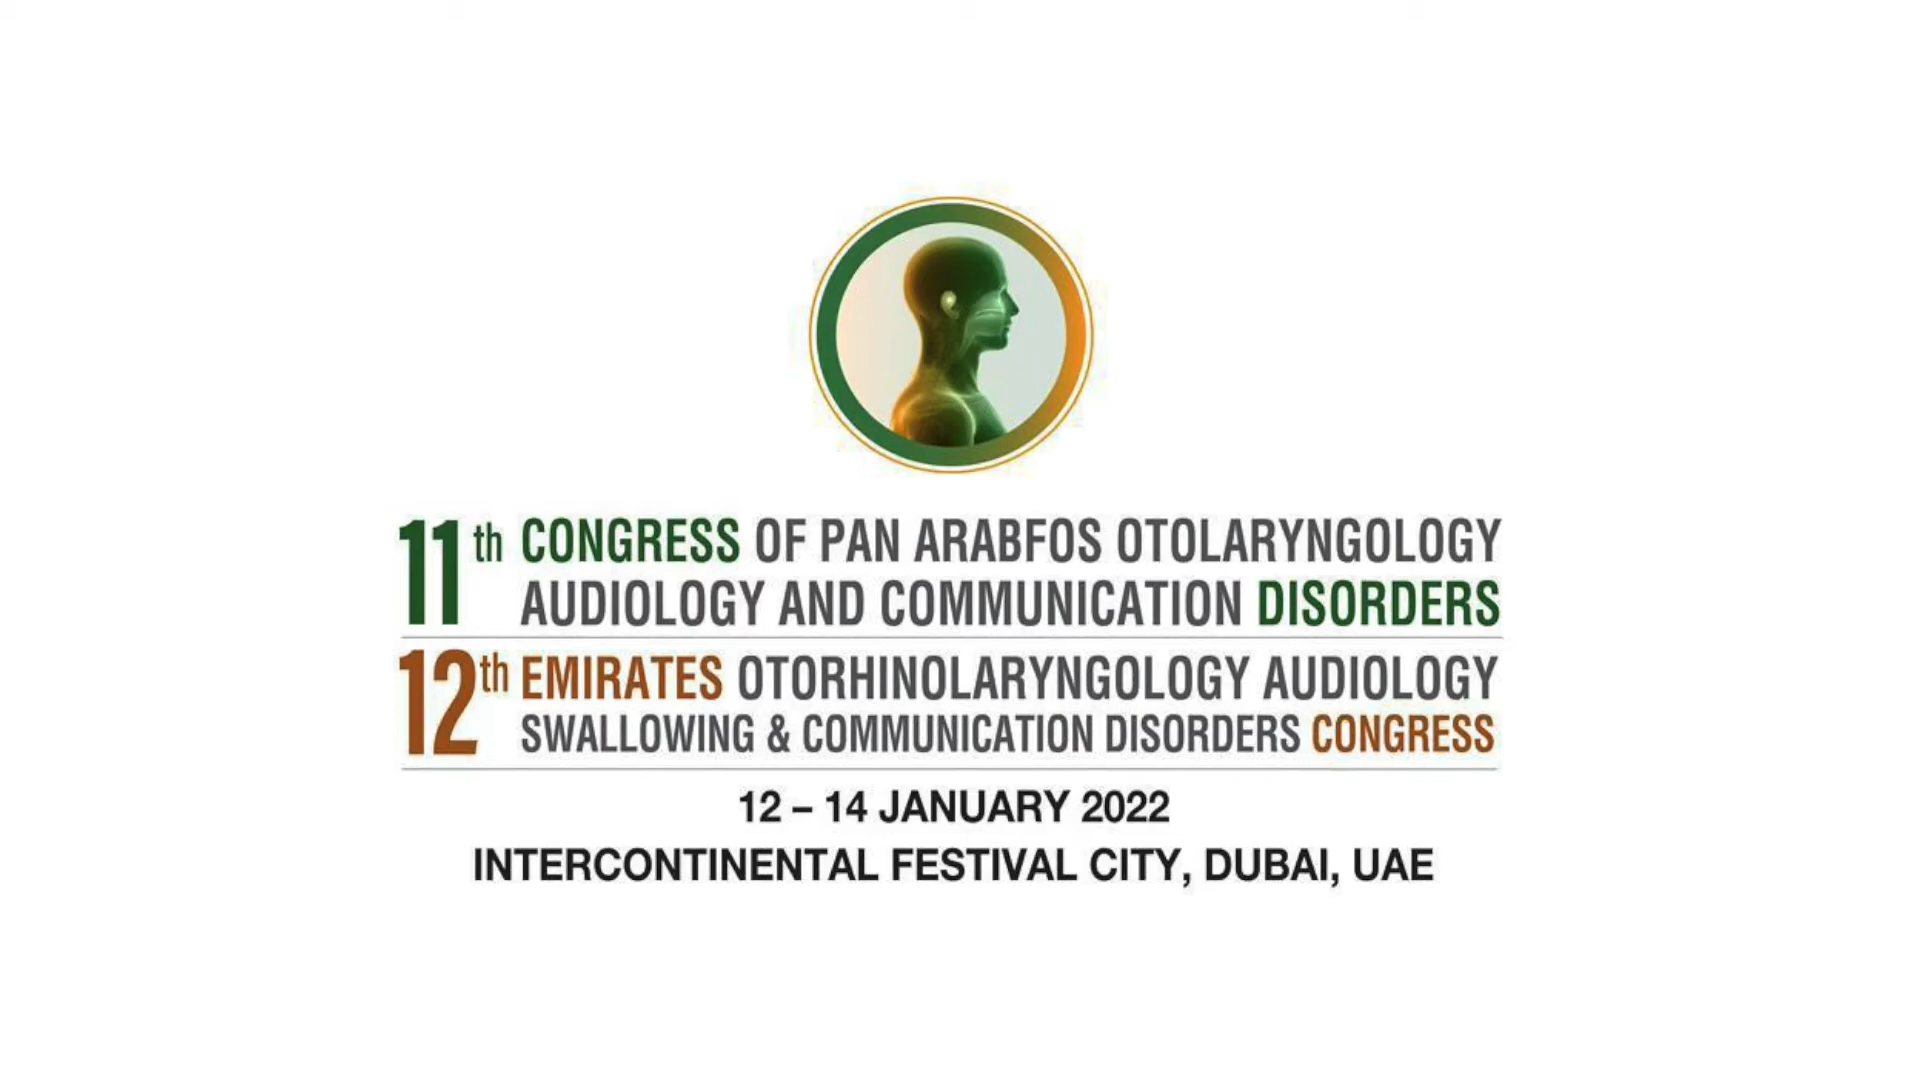 11th CONGRESS OF PAN ARABFOS OTOLARYNGOLOGY
AUDIOLOGY AND COMMUNICATION DISORDERS
12th EMIRATES OTORHINOLARYNGOLOGY AUDIOLOGY
SWALLOWING & COMMUNICATION DISORDERS CONGRESS
12 – 14 JANUARY 2022
INTERCONTINENTAL FESTIVAL CITY, DUBAI, UAE